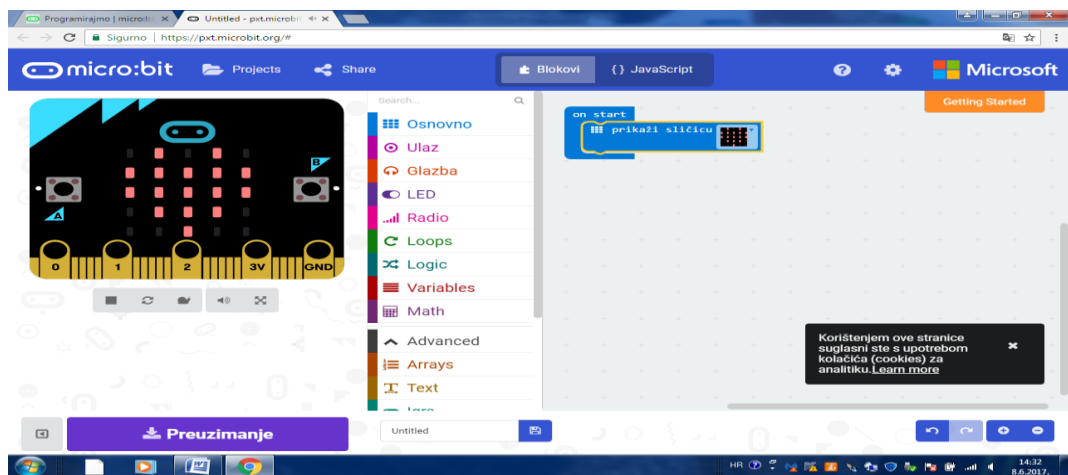 Programirajmo | micro:bi
Untitled - pxt.microbit
Sigurno | https://pxt.microbit.org/#
micro:bit
Projects
Share
Blokovi
{} JavaScript
Microsoft
Search...
Getting Started
on start
prikaži sličicu
Osnovno
Ulaz
Glazba
LED
Radio
Loops
Logic
Variables
Math
Advanced
Arrays
Text
B
A
0 1 2 3V GND
Korištenjem ove stranice
suglasni ste s upotrebom
kolačića (cookies) za
analitiku.Learn more
Preuzimanje
Untitled
HR
14:32
8.6.2017.